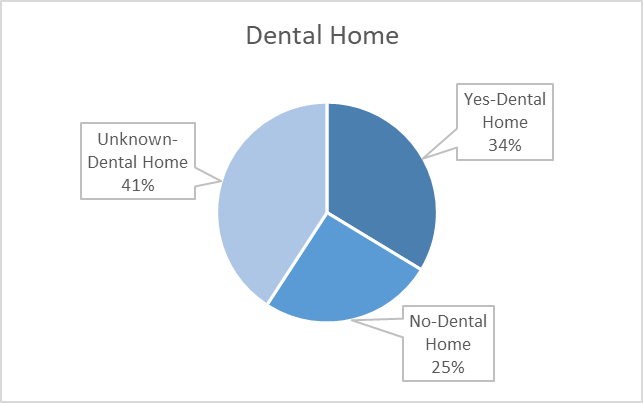 Dental Home
Yes-Dental
Home
34%
Unknown-
Dental Home
41%
No-Dental
Home
25%